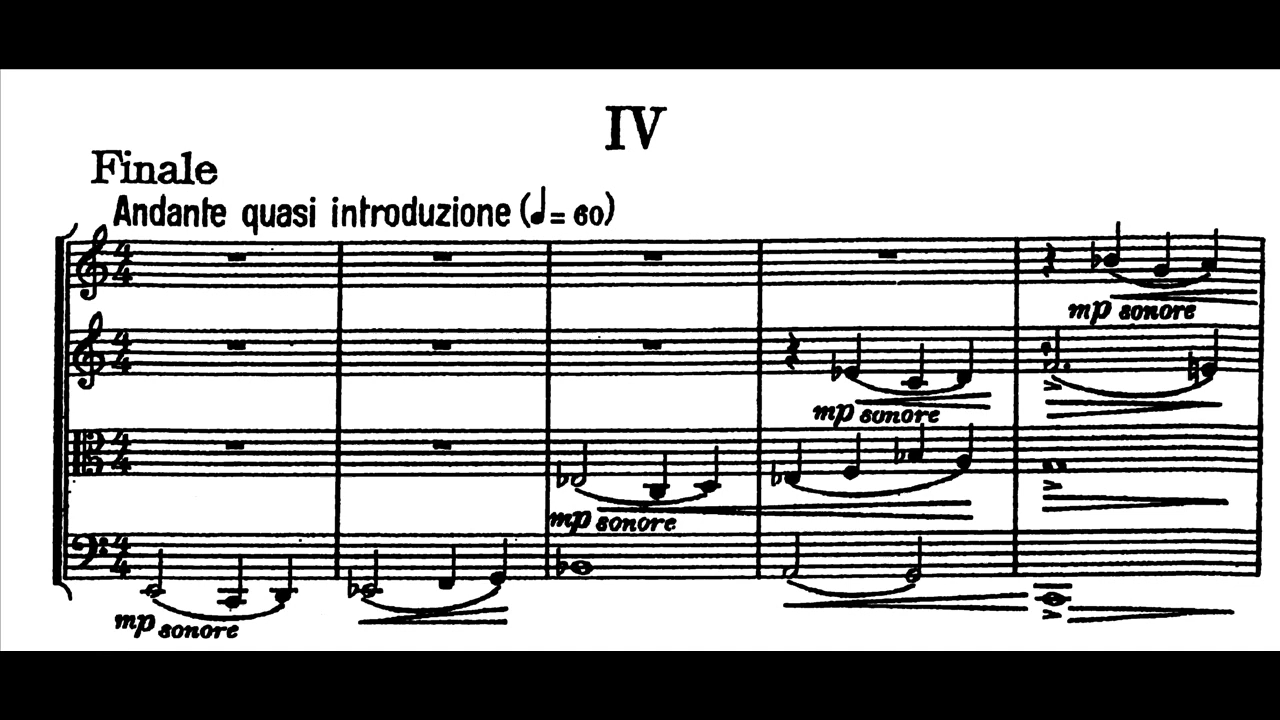 IV
Finale
Andante quasi introduzione (♩= 60)
mp sonore
mp sonore
mp sonore
mp sonore